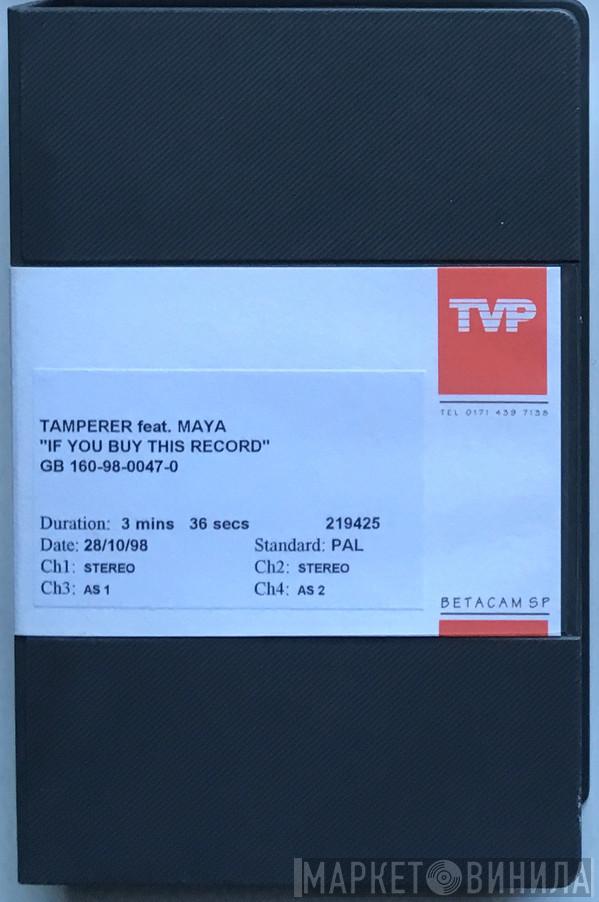 TVP
TEL 0171 439 7138
TAMPERER feat. MAYA
"IF YOU BUY THIS RECORD"
GB 160-98-0047-0
Duration: 3 mins 36 secs 219425
Date: 28/10/98 Standard: PAL
Ch1: STEREO Ch2: STEREO
Ch3: AS 1 Ch4: AS 2
BETACAM SP
МАРКЕТ ВИНИЛА